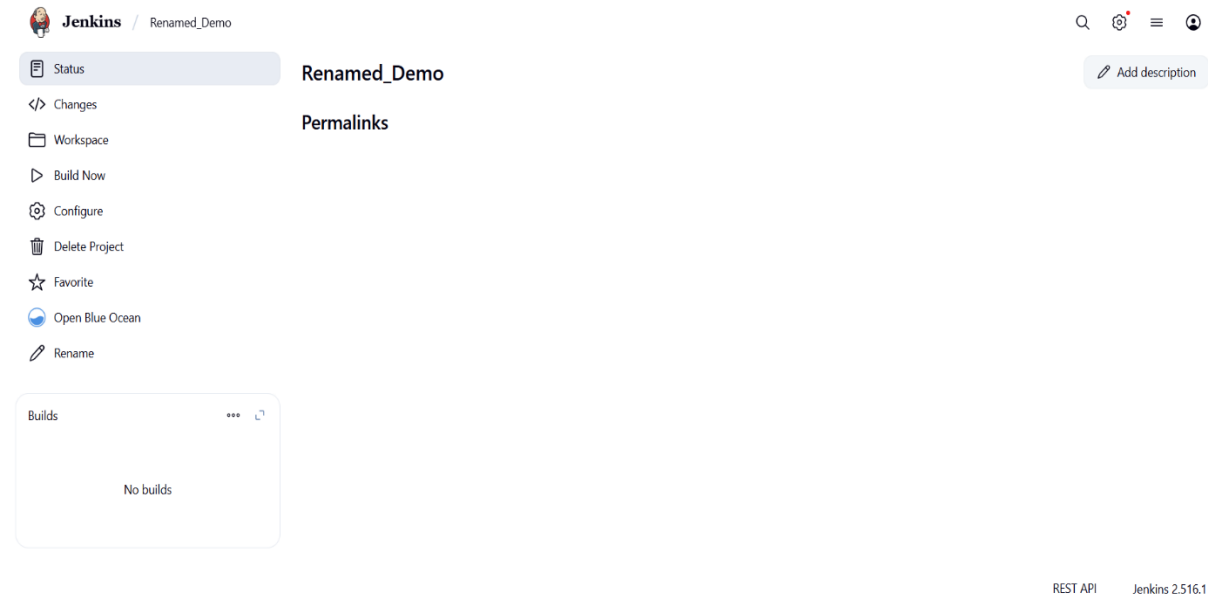 Jenkins / Renamed_Demo
Status
Changes
Workspace
Build Now
Configure
Delete Project
Favorite
Open Blue Ocean
Rename
Builds
No builds
Renamed_Demo
Add description
Permalinks
REST API
Jenkins 2.516.1